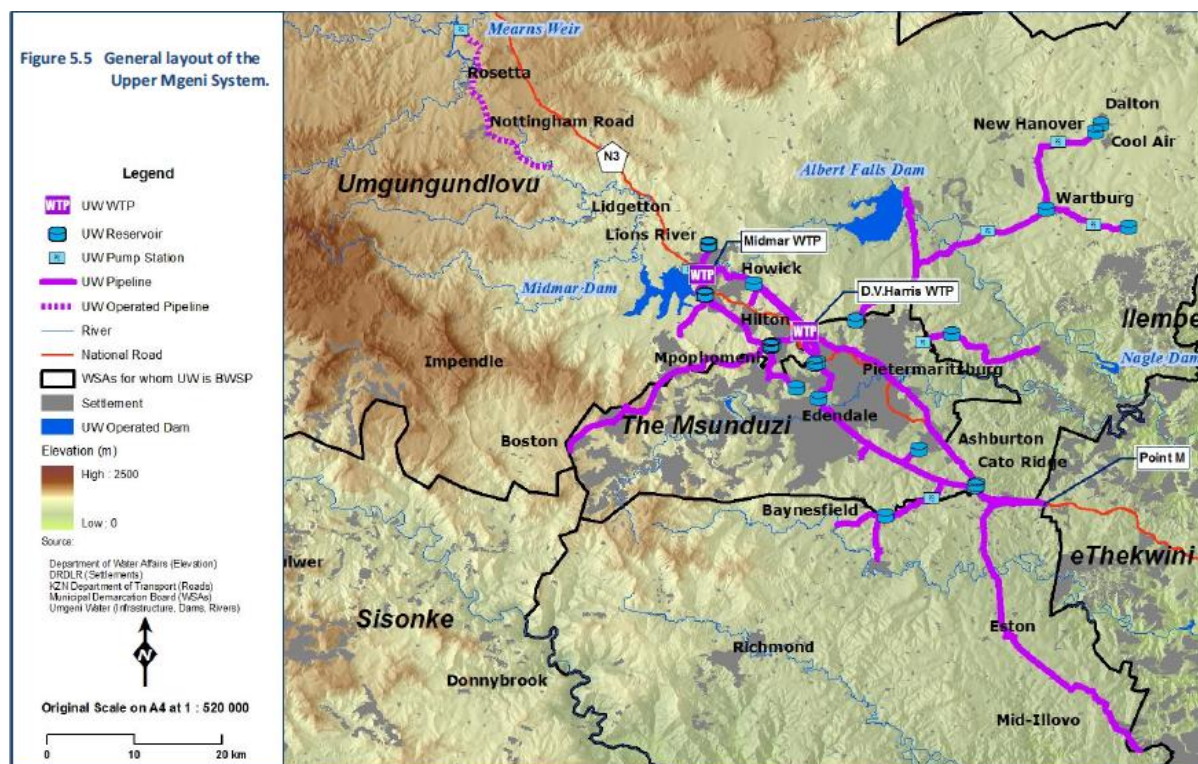 Figure 5.5 General layout of the
Upper Mgeni System.
Legend
WTP UW WTP
UW Reservoir
PS UW Pump Station
UW Pipeline
UW Operated Pipeline
River
National Road
WSAs for whom UW is BWSP
Settlement
UW Operated Dam
Elevation (m)
High : 2500
Low : 0
Source:
Department of Water Affairs (Elevation)
DRDLR (Settlements)
KZN Department of Transport (Roads)
Municipal Demarcation Board (WSAs)
Umgeni Water (Infrastructure, Dams, Rivers)
N
Original Scale on A4 at 1 : 520 000
0 10 20 km
Mearns Weir
Rosetta
Nottingham Road
N3
Umgungundlovu
Lidgetton
Lions River
Midmar WTP
WTP
Howick
Midmar Dam
D.V.Harris WTP
Hilton
WTP
Albert Falls Dam
Dalton
New Hanover
Cool Air
Wartburg
Ilembe
Nagle Dam
Impendle
Mpophomeni
Pietermaritzburg
Edendale
The Msunduzi
Boston
Ashburton
Cato Ridge
Point M
Baynesfield
eThekwini
ulwer
Sisonke
Richmond
Eston
Donnybrook
Mid-Illovo